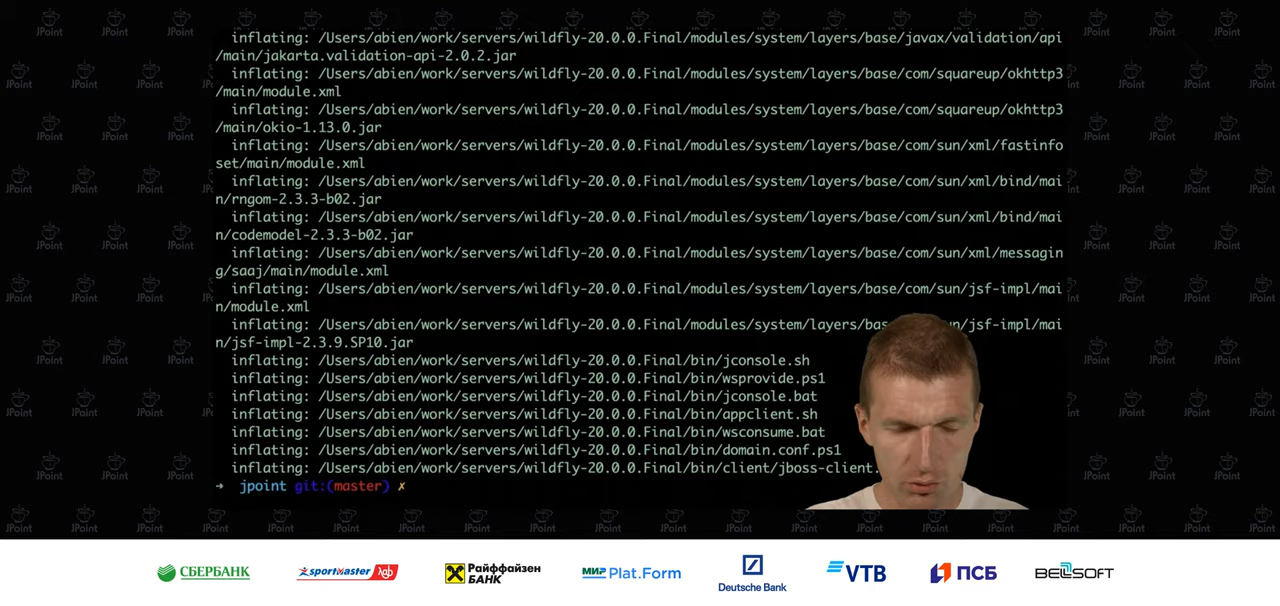 inflating: /Users/abien/work/servers/wildfly-20.0.0.Final/modules/system/layers/base/javax/validation/api
/main/jakarta.validation-api-2.0.2.jar
inflating: /Users/abien/work/servers/wildfly-20.0.0.Final/modules/system/layers/base/com/squareup/okhttp3
/main/module.xml
inflating: /Users/abien/work/servers/wildfly-20.0.0.Final/modules/system/layers/base/com/squareup/okhttp3
/main/okio-1.13.0.jar
inflating: /Users/abien/work/servers/wildfly-20.0.0.Final/modules/system/layers/base/com/sun/xml/fastinfo
set/main/module.xml
inflating: /Users/abien/work/servers/wildfly-20.0.0.Final/modules/system/layers/base/com/sun/xml/bind/mai
n/rngom-2.3.3-b02.jar
inflating: /Users/abien/work/servers/wildfly-20.0.0.Final/modules/system/layers/base/com/sun/xml/bind/mai
n/codemodel-2.3.3-b02.jar
inflating: /Users/abien/work/servers/wildfly-20.0.0.Final/modules/system/layers/base/com/sun/xml/messagin
g/saaj/main/module.xml
inflating: /Users/abien/work/servers/wildfly-20.0.0.Final/modules/system/layers/base/com/sun/jsf-impl/mai
n/module.xml
inflating: /Users/abien/work/servers/wildfly-20.0.0.Final/modules/system/layers/bas un/jsf-impl/mai
n/jsf-impl-2.3.9.SP10.jar
inflating: /Users/abien/work/servers/wildfly-20.0.0.Final/bin/jconsole.sh
inflating: /Users/abien/work/servers/wildfly-20.0.0.Final/bin/wsprovide.ps1
inflating: /Users/abien/work/servers/wildfly-20.0.0.Final/bin/jconsole.bat
inflating: /Users/abien/work/servers/wildfly-20.0.0.Final/bin/appclient.sh
inflating: /Users/abien/work/servers/wildfly-20.0.0.Final/bin/wsconsume.bat
inflating: /Users/abien/work/servers/wildfly-20.0.0.Final/bin/domain.conf.ps1
inflating: /Users/abien/work/servers/wildfly-20.0.0.Final/bin/client/jboss-client.
➜ jpoint git:(master) ✗
JPoint
СБЕРБАНК
sportmaster lab
Райффайзен БАНК
МИР Plat.Form
Deutsche Bank
VTB
ПСБ
BELLSOFT